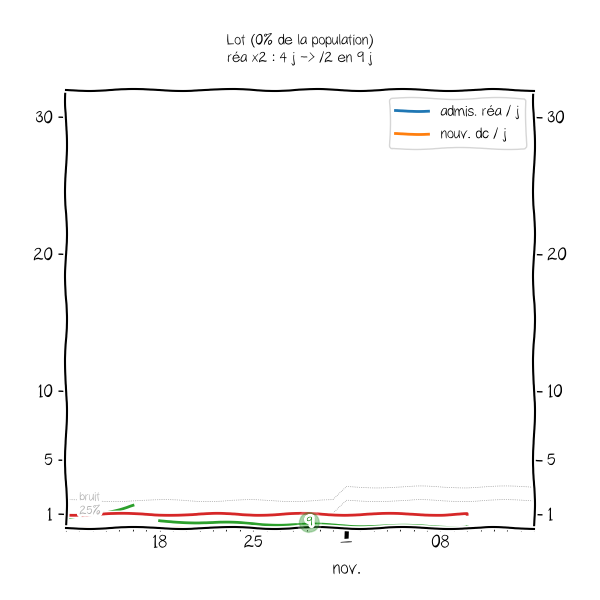 Lot (0% de la population)
réa x2 : 4 j -> /2 en 9 j
admis. réa / j
nouv. dc / j
30
30
20
20
10
10
5
5
bruit
25%
1
1
9
18
25
1
08
nov.